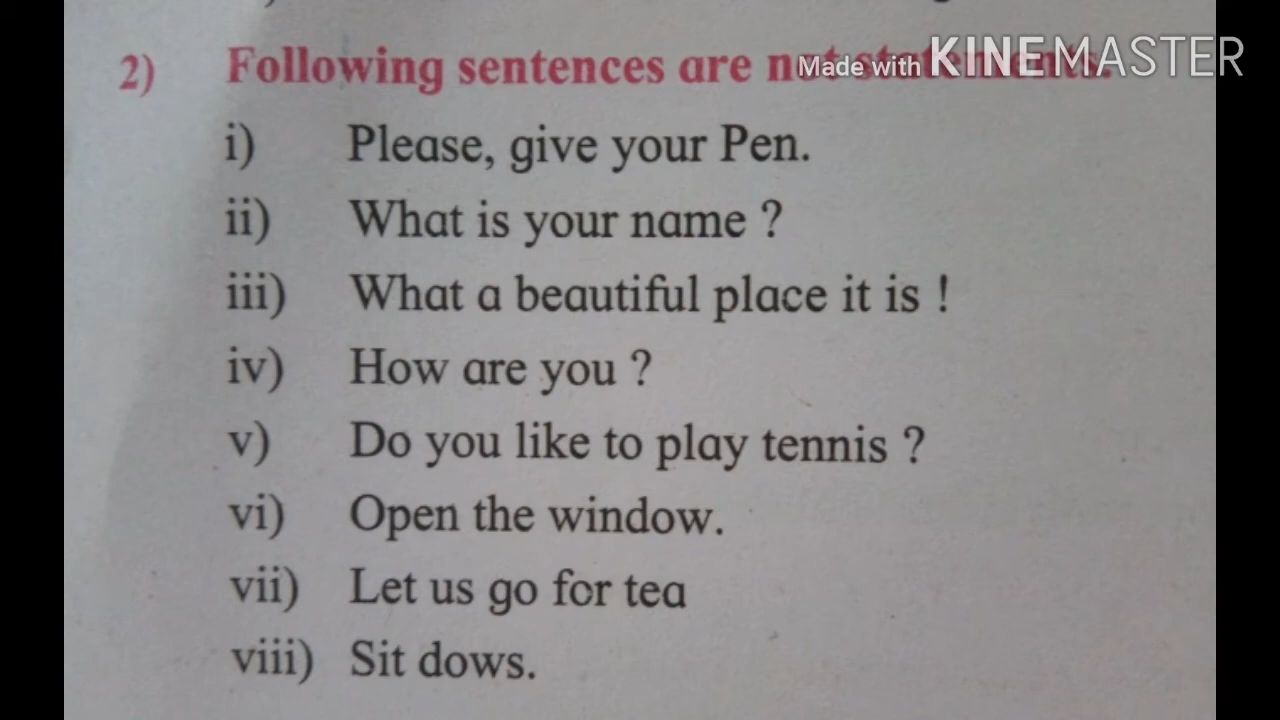 2) Following sentences are not statements.
Made with KINEMASTER
i) Please, give your Pen.
ii) What is your name ?
iii) What a beautiful place it is !
iv) How are you ?
v) Do you like to play tennis ?
vi) Open the window.
vii) Let us go for tea
viii) Sit dows.